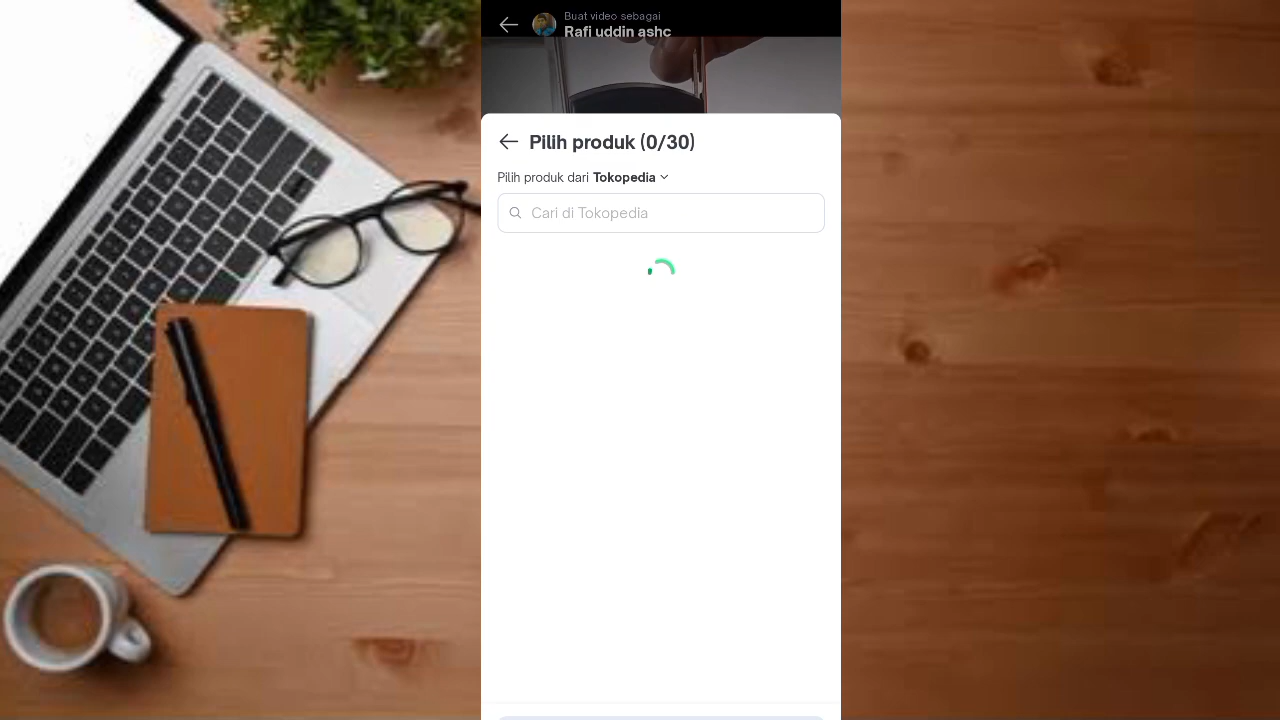 Buat video sebagai
Rafi uddin ashc
Pilih produk (0/30)
Pilih produk dari Tokopedia
Cari di Tokopedia